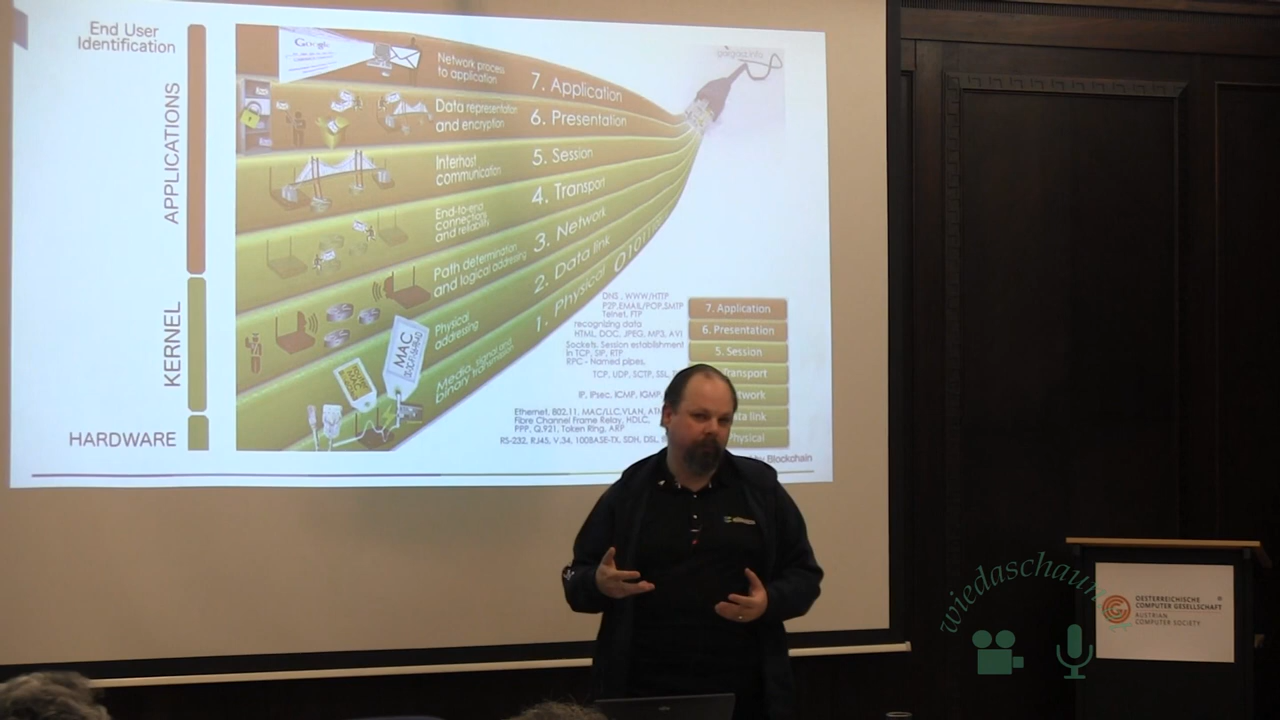 End User
Identification
APPLICATIONS
KERNEL
HARDWARE
Google
Network process
to application
7. Application
Data representation
and encryption
6. Presentation
Interhost
communication
5. Session
End-to-end
connections
and reliability
4. Transport
Path determination
and logical addressing
3. Network
Physical
addressing
2. Data link
Media, signal and
binary transmission
1. Physical
MAC
DNS, WWW/HTTP
P2P,EMAIL/POP,SMTP
Telnet, FTP
recognizing data
HTML, DOC, JPEG, MP3, AVI
Sockets. Session establishment
in TCP, SIP, RTP
RPC - Named pipes,
TCP, UDP, SCTP, SSL,
IP, IPsec, ICMP, IGMP,
Ethernet, 802.11, MAC/LLC, VLAN,
Fibre Channel Frame Relay, HDLC,
PPP, Q.921, Token Ring, ARP
RS-232, RJ45, V.34, 100BASE-TX, SDH, DSL,
7. Application
6. Presentation
5. Session
Physical
by Blockchain
wiedaschaun
OESTERREICHISCHE
COMPUTER GESELLSCHAFT
AUSTRIAN
COMPUTER SOCIETY